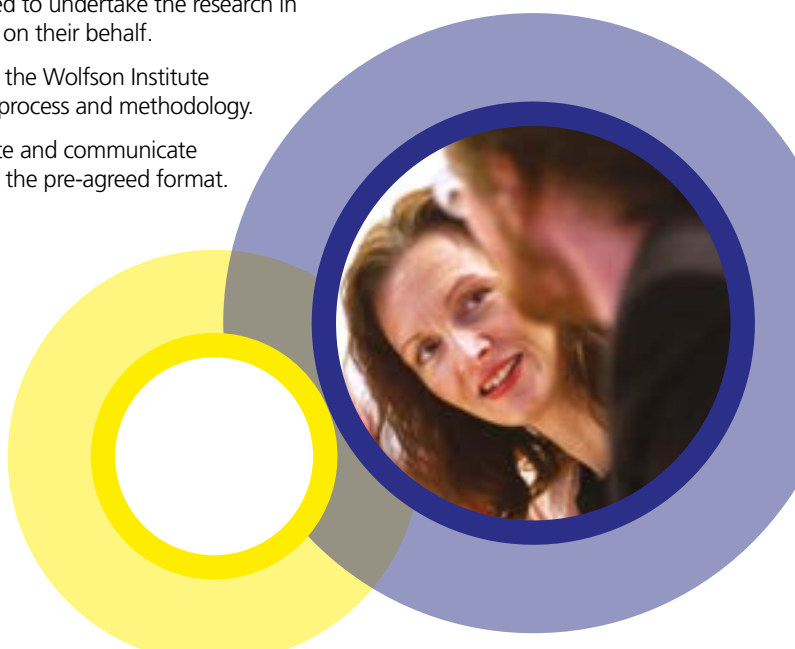 ed to undertake the research in
on their behalf.
the Wolfson Institute
process and methodology.
te and communicate
the pre-agreed format.